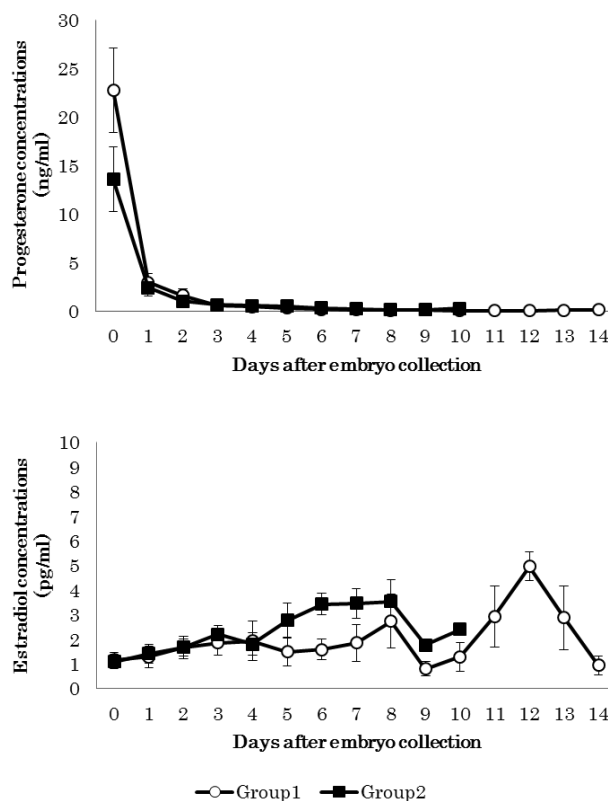 Progesterone concentrations
(ng/ml)
30
25
20
15
10
5
0
0 1 2 3 4 5 6 7 8 9 10 11 12 13 14
Days after embryo collection
Estradiol concentrations
(pg/ml)
10
9
8
7
6
5
4
3
2
1
0
0 1 2 3 4 5 6 7 8 9 10 11 12 13 14
Days after embryo collection
Group1 Group2